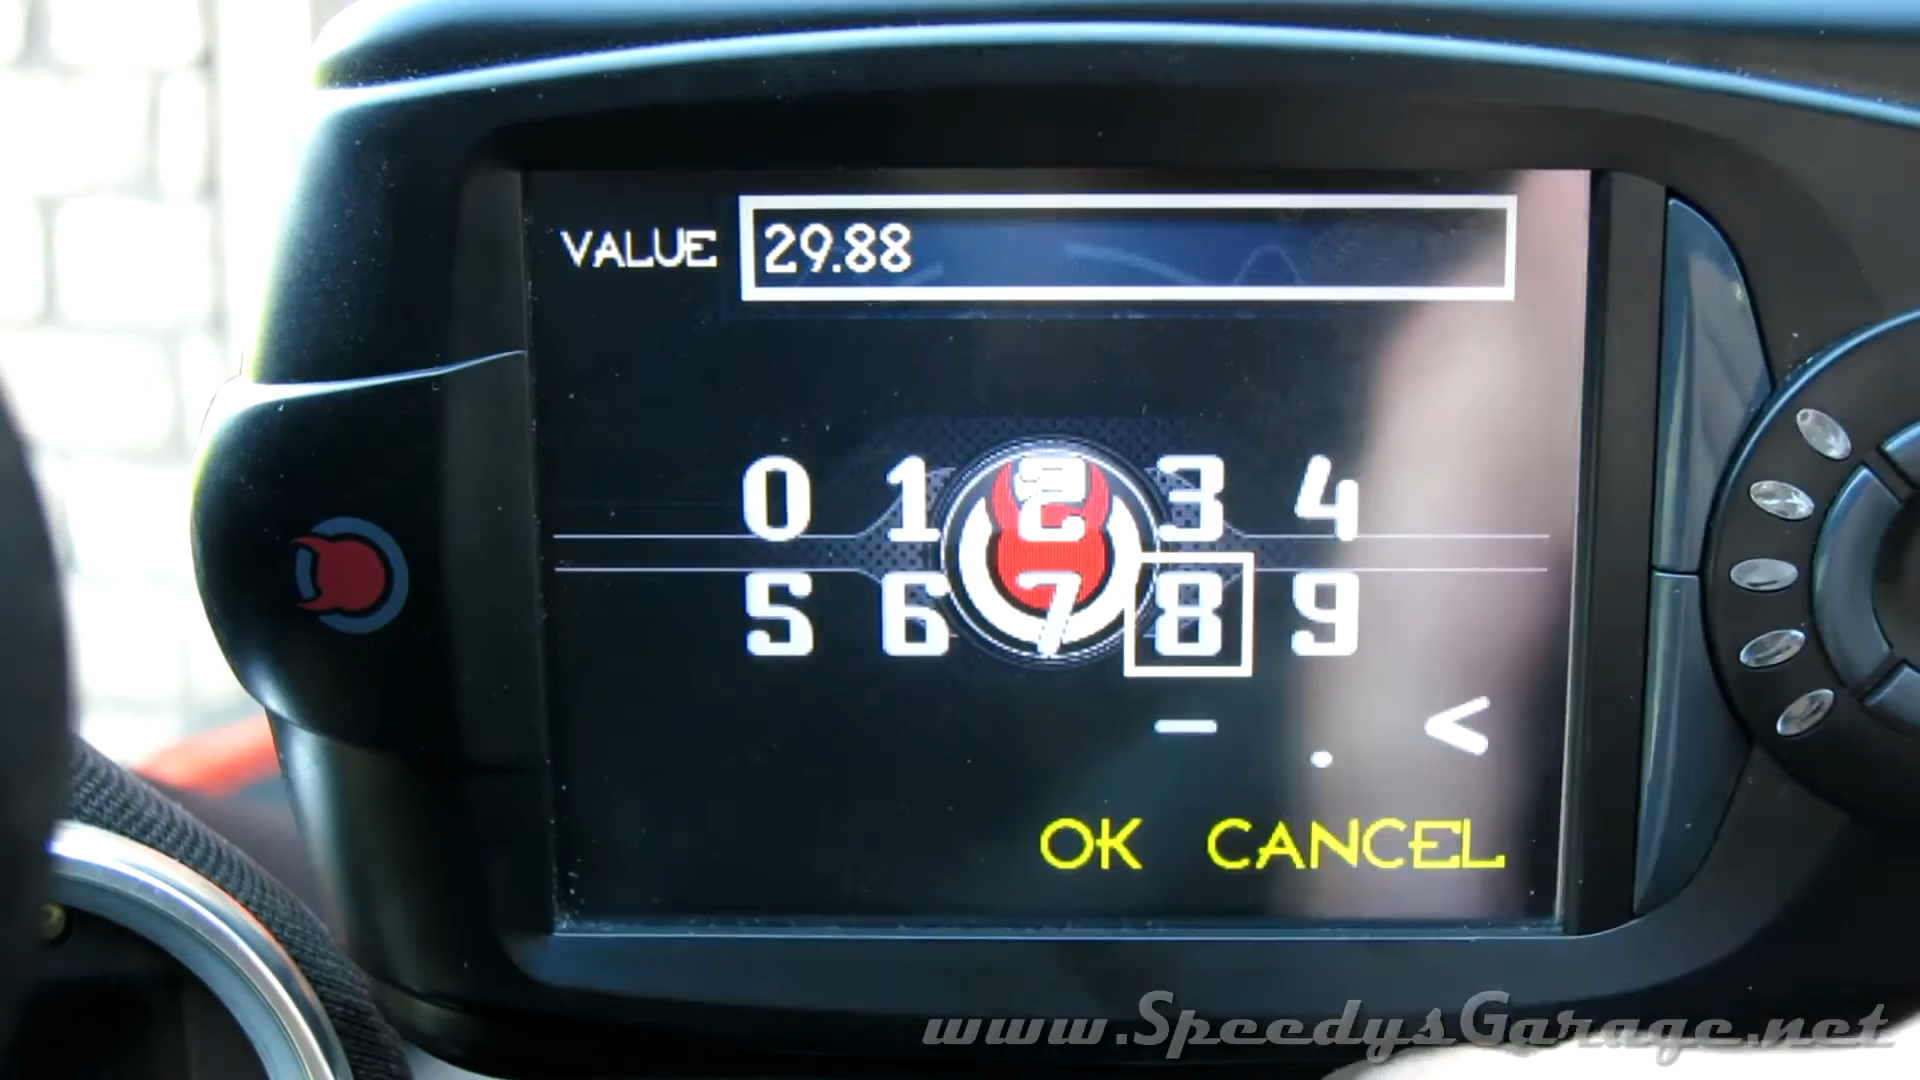 VALUE 29.88
0 1 2 3 4
5 6 7 8 9
- . <
OK CANCEL
www.SpeedysGarage.net